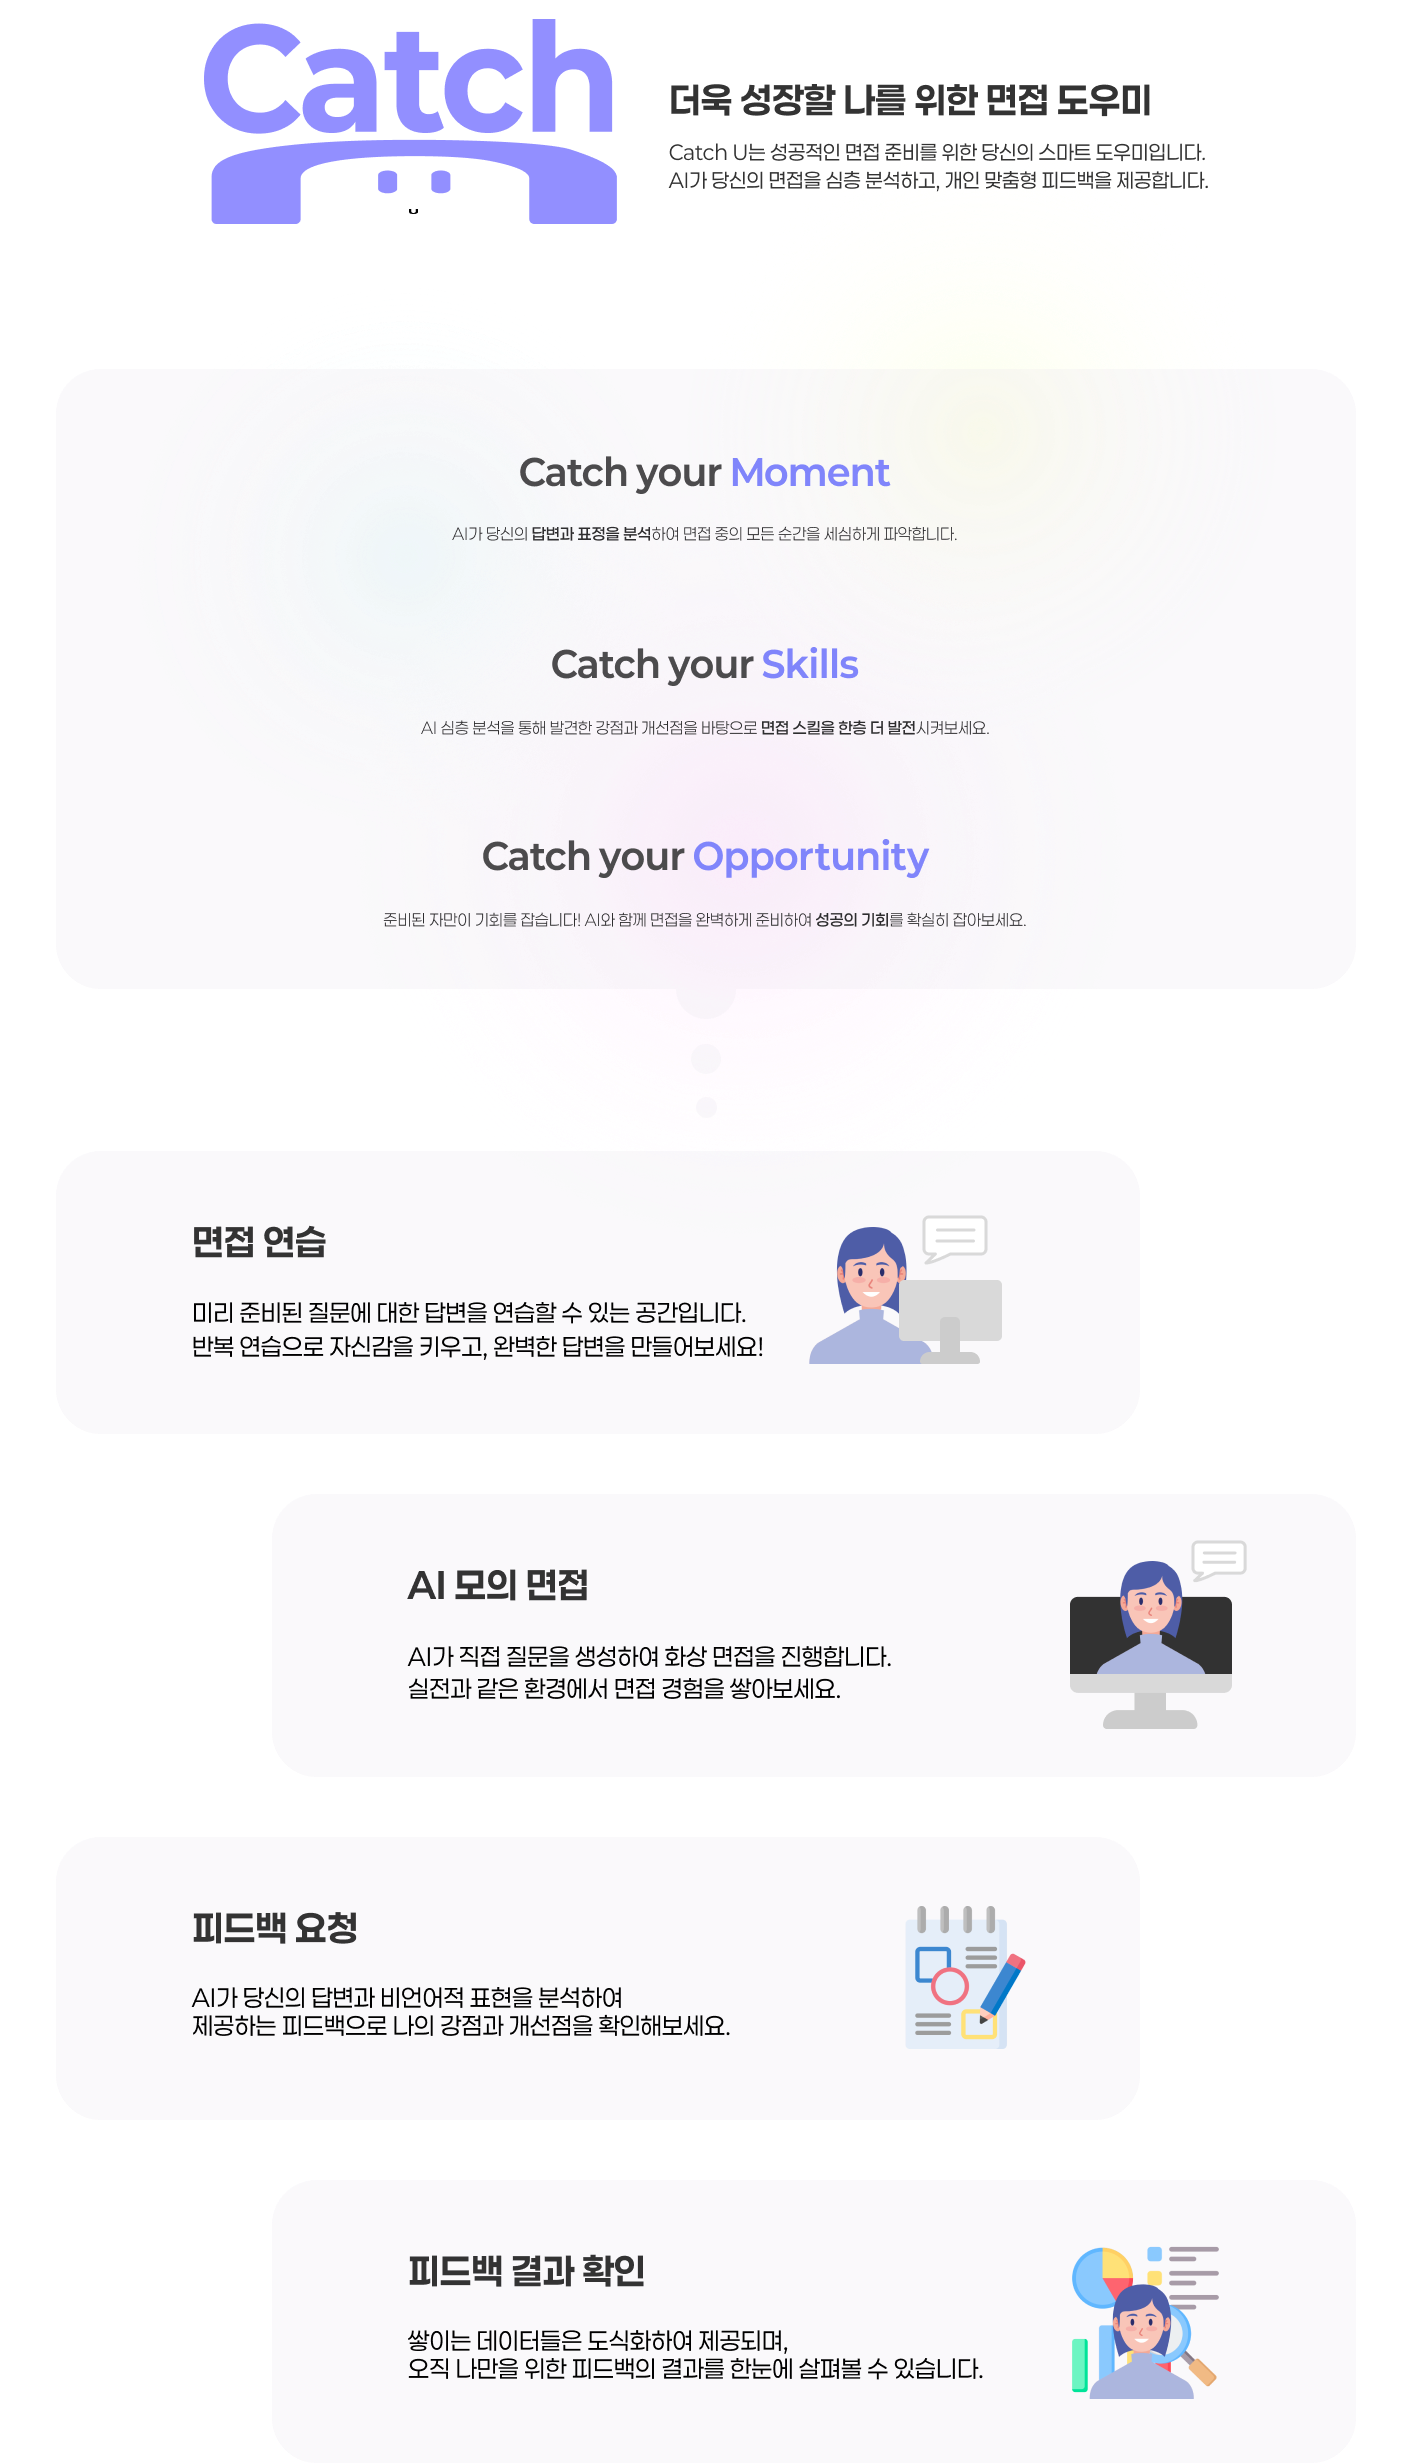 Catch
더욱 성장할 나를 위한 면접 도우미
Catch U는 성공적인 면접 준비를 위한 당신의 스마트 도우미입니다.
AI가 당신의 면접을 심층 분석하고, 개인 맞춤형 피드백을 제공합니다.
Catch your Moment
AI가 당신의 답변과 표정을 분석하여 면접 중의 모든 순간을 세심하게 파악합니다.
Catch your Skills
AI 심층 분석을 통해 발견한 강점과 개선점을 바탕으로 면접 스킬을 한층 더 발전시켜보세요.
Catch your Opportunity
준비된 자만이 기회를 잡습니다! AI와 함께 면접을 완벽하게 준비하여 성공의 기회를 확실히 잡아보세요.
면접 연습
미리 준비된 질문에 대한 답변을 연습할 수 있는 공간입니다.
반복 연습으로 자신감을 키우고, 완벽한 답변을 만들어보세요!
AI 모의 면접
AI가 직접 질문을 생성하여 화상 면접을 진행합니다.
실전과 같은 환경에서 면접 경험을 쌓아보세요.
피드백 요청
AI가 당신의 답변과 비언어적 표현을 분석하여
제공하는 피드백으로 나의 강점과 개선점을 확인해보세요.
피드백 결과 확인
쌓이는 데이터들은 도식화하여 제공되며,
오직 나만을 위한 피드백의 결과를 한눈에 살펴볼 수 있습니다.